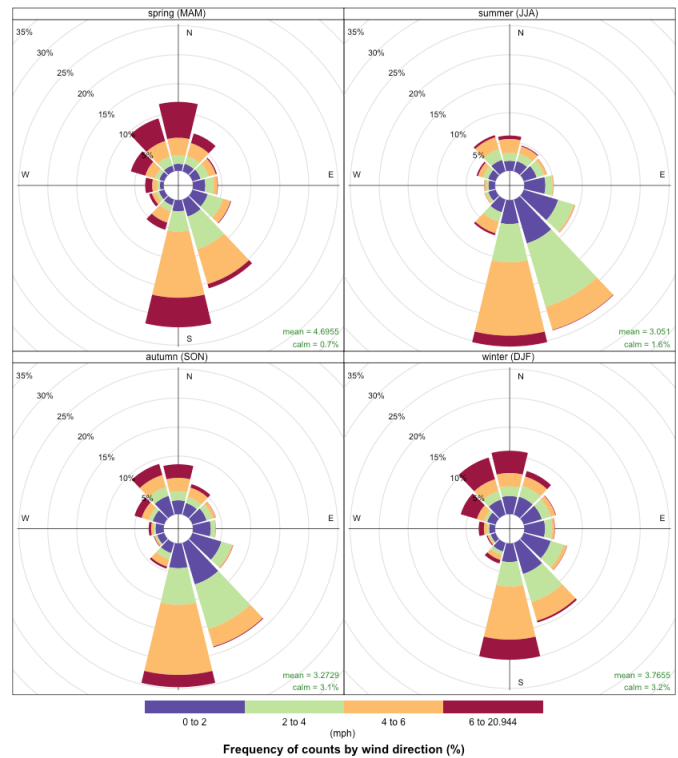 spring (MAM)
35%
30%
25%
20%
15%
10%
5%
N
W
E
S
mean = 4.6955
calm = 0.7%
summer (JJA)
35%
30%
25%
20%
15%
10%
5%
N
W
E
mean = 3.051
calm = 1.6%
autumn (SON)
35%
30%
25%
20%
15%
10%
5%
N
W
E
mean = 3.2729
calm = 3.1%
winter (DJF)
35%
30%
25%
20%
15%
10%
5%
N
W
E
S
mean = 3.7655
calm = 3.2%
0 to 2 2 to 4 4 to 6 6 to 20.944
(mph)
Frequency of counts by wind direction (%)